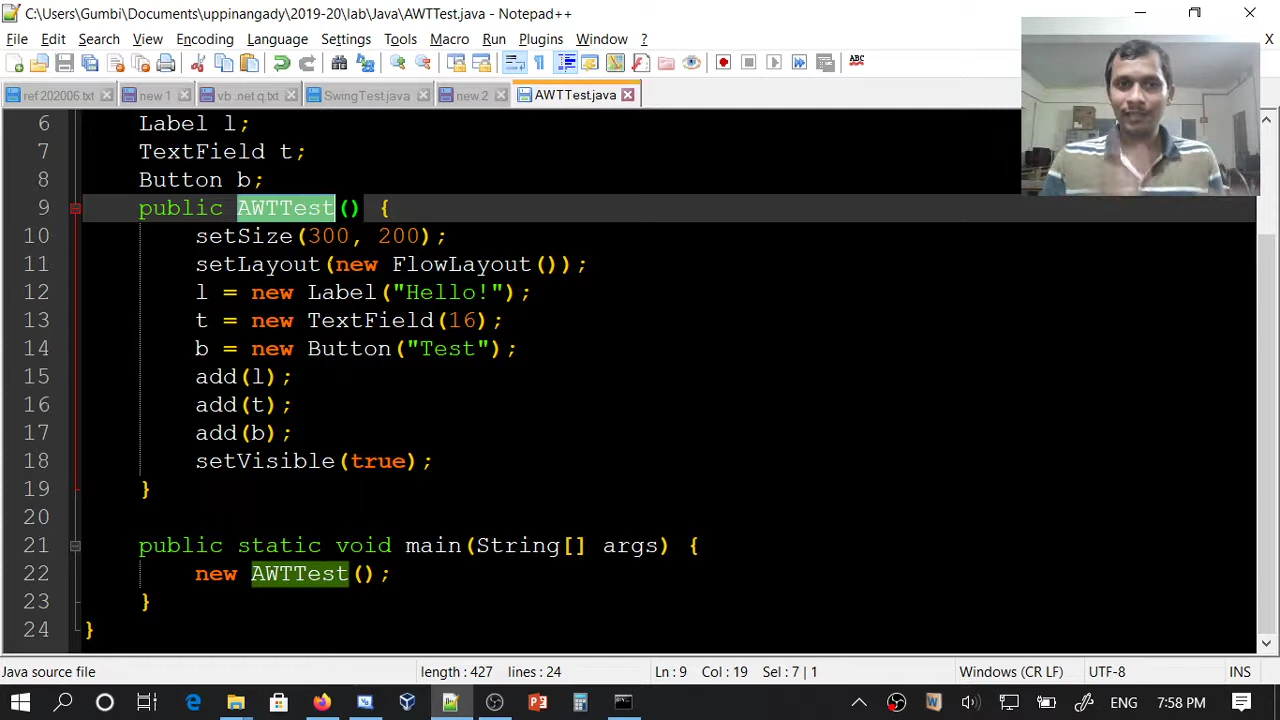 C:\Users\Gumbi\Documents\uppinangady\2019-20\lab\Java\AWTTest.java - Notepad++
File Edit Search View Encoding Language Settings Tools Macro Run Plugins Window ? X
ABC
ref 202006.txt new 1 vb .net q.txt SwingTest.java new 2 AWTTest.java
6 Label l;
7 TextField t;
8 Button b;
9 public AWTTest() {
10 setSize(300, 200);
11 setLayout(new FlowLayout());
12 l = new Label("Hello!");
13 t = new TextField(16);
14 b = new Button("Test");
15 add(l);
16 add(t);
17 add(b);
18 setVisible(true);
19 }
20
21 public static void main(String[] args) {
22 new AWTTest();
23 }
24 }
Java source file length : 427 lines : 24 Ln : 9 Col : 19 Sel : 7 | 1 Windows (CR LF) UTF-8 INS
ENG 7:58 PM